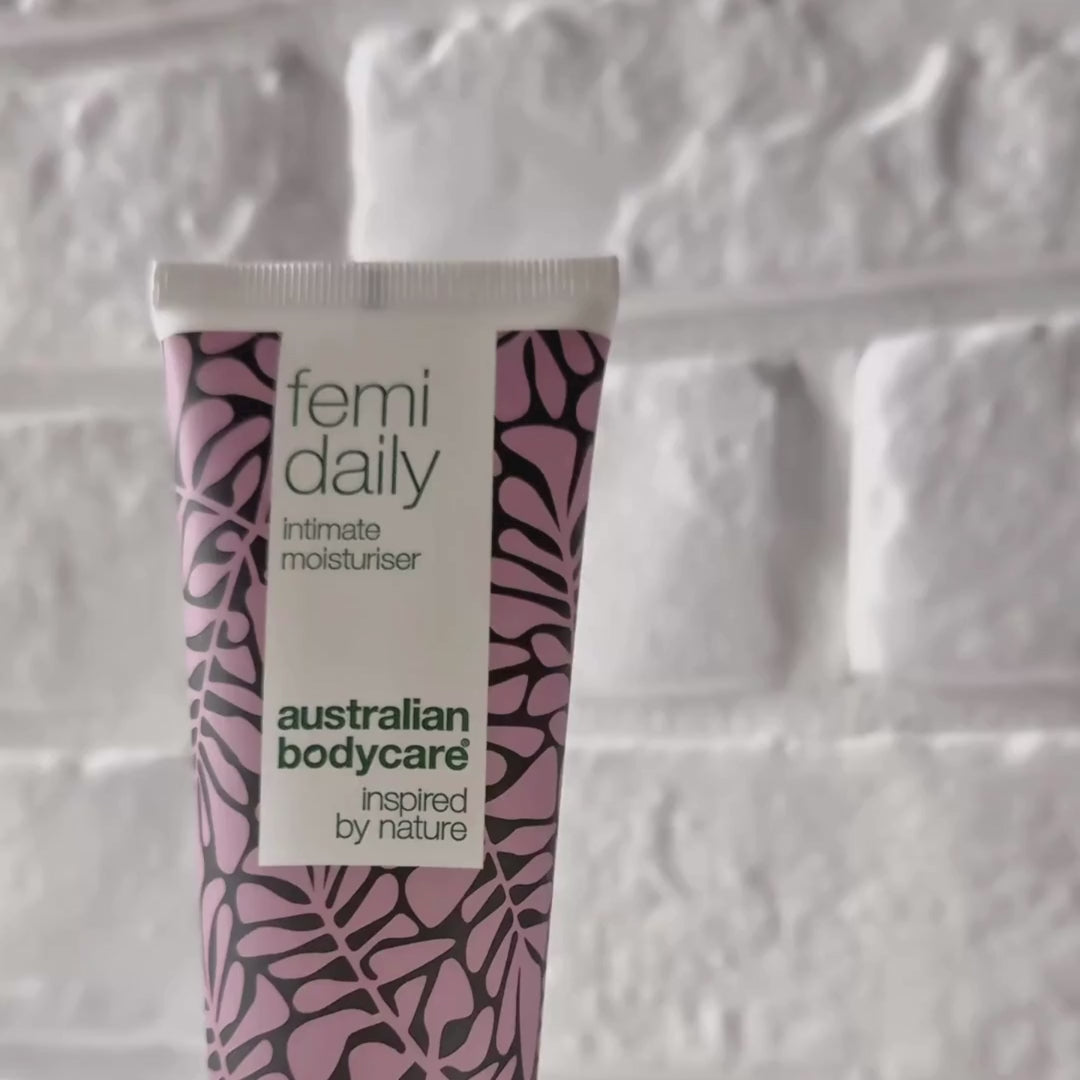 femi
daily
intimate
moisturiser
australian
bodycare®
inspired
by nature